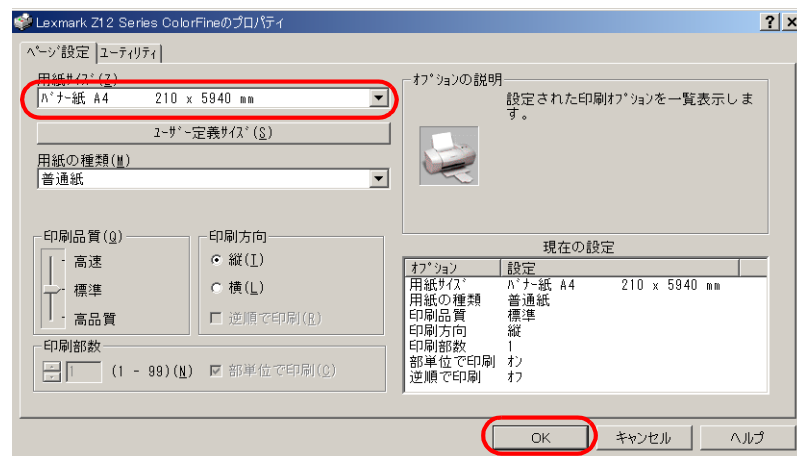 Lexmark Z12 Series ColorFineのプロパティ
ページ設定 ユーティリティ
用紙サイズ(Z)
バナー紙 A4 210 x 5940 mm
ユーザー定義サイズ(S)
用紙の種類(M)
普通紙
オプションの説明
設定された印刷オプションを一覧表示しま
す。
印刷品質(Q)
高速
標準
高品質
印刷方向
縦(I)
横(L)
逆順で印刷(R)
印刷部数
1 (1 - 99)(N) 部単位で印刷(C)
現在の設定
オプション 設定
用紙サイズ バナー紙 A4 210 x 5940 mm
用紙の種類 普通紙
印刷品質 標準
印刷方向 縦
印刷部数 1
部単位で印刷 オン
逆順で印刷 オフ
OK キャンセル ヘルプ